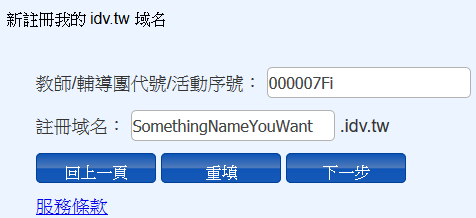 新註冊我的 idv.tw 域名
教師/輔導團代號/活動序號： 000007Fi
註冊域名： SomethingNameYouWant .idv.tw
回上一頁 重填 下一步
服務條款